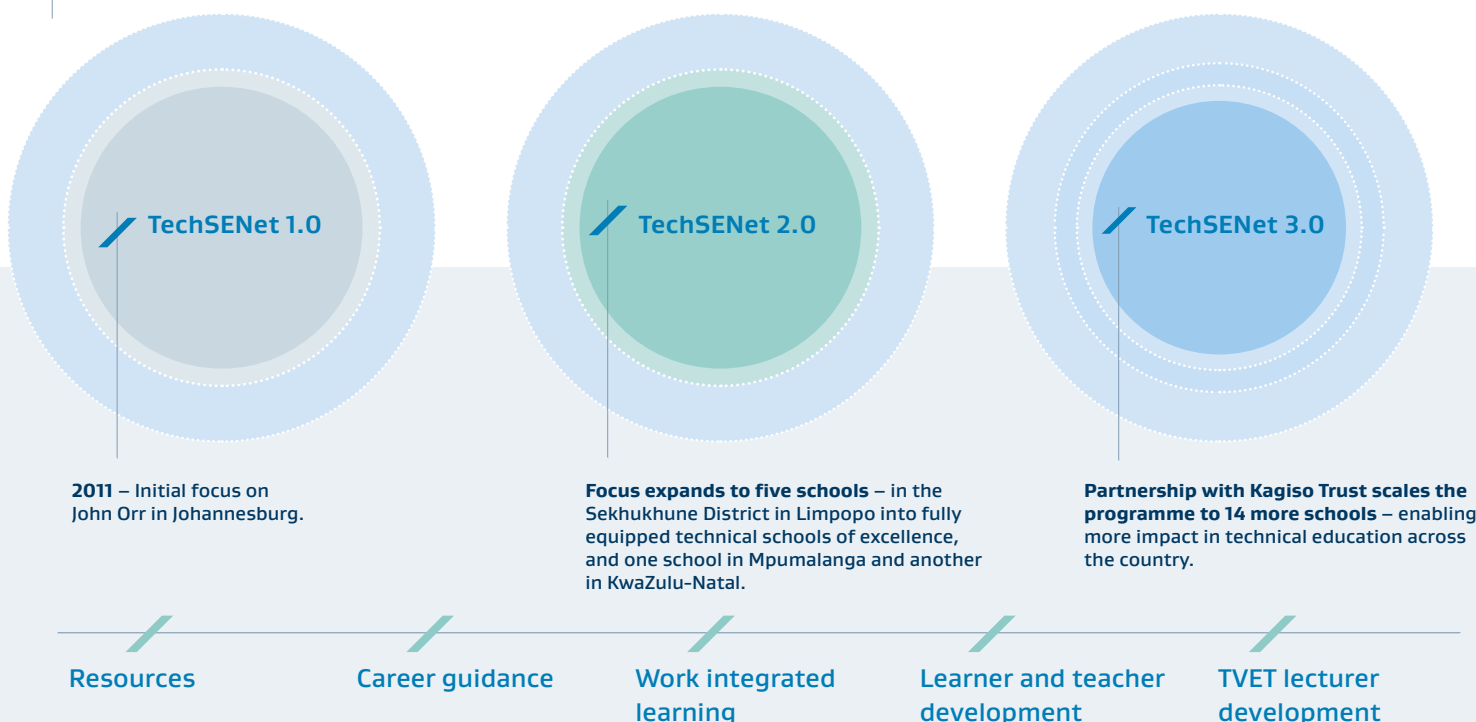 TechSENet 1.0
TechSENet 2.0
TechSENet 3.0
2011 – Initial focus on
John Orr in Johannesburg.
Focus expands to five schools – in the
Sekhukhune District in Limpopo into fully
equipped technical schools of excellence,
and one school in Mpumalanga and another
in KwaZulu-Natal.
Partnership with Kagiso Trust scales the
programme to 14 more schools – enabling
more impact in technical education across
the country.
Resources
Career guidance
Work integrated
learning
Learner and teacher
development
TVET lecturer
development